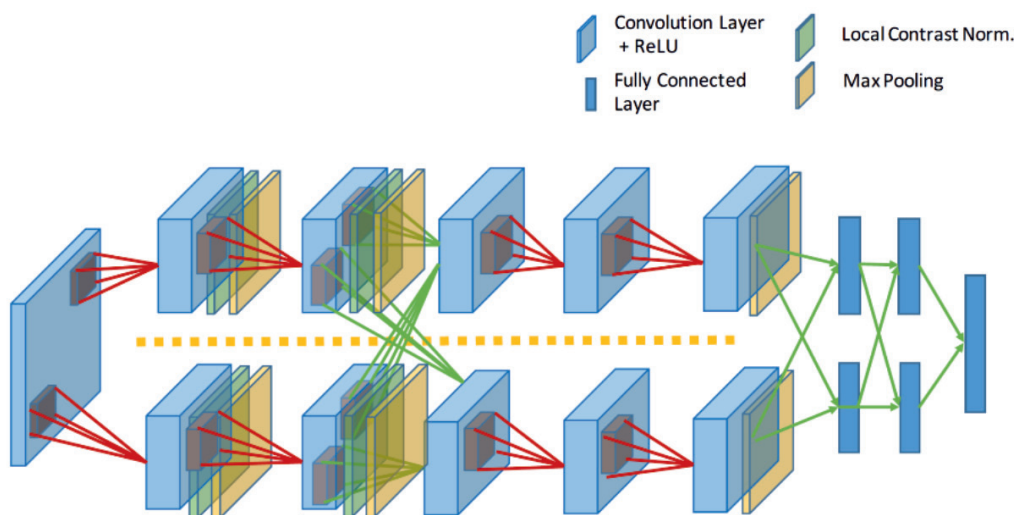 Convolution Layer
+ ReLU
Local Contrast Norm.
Fully Connected
Layer
Max Pooling